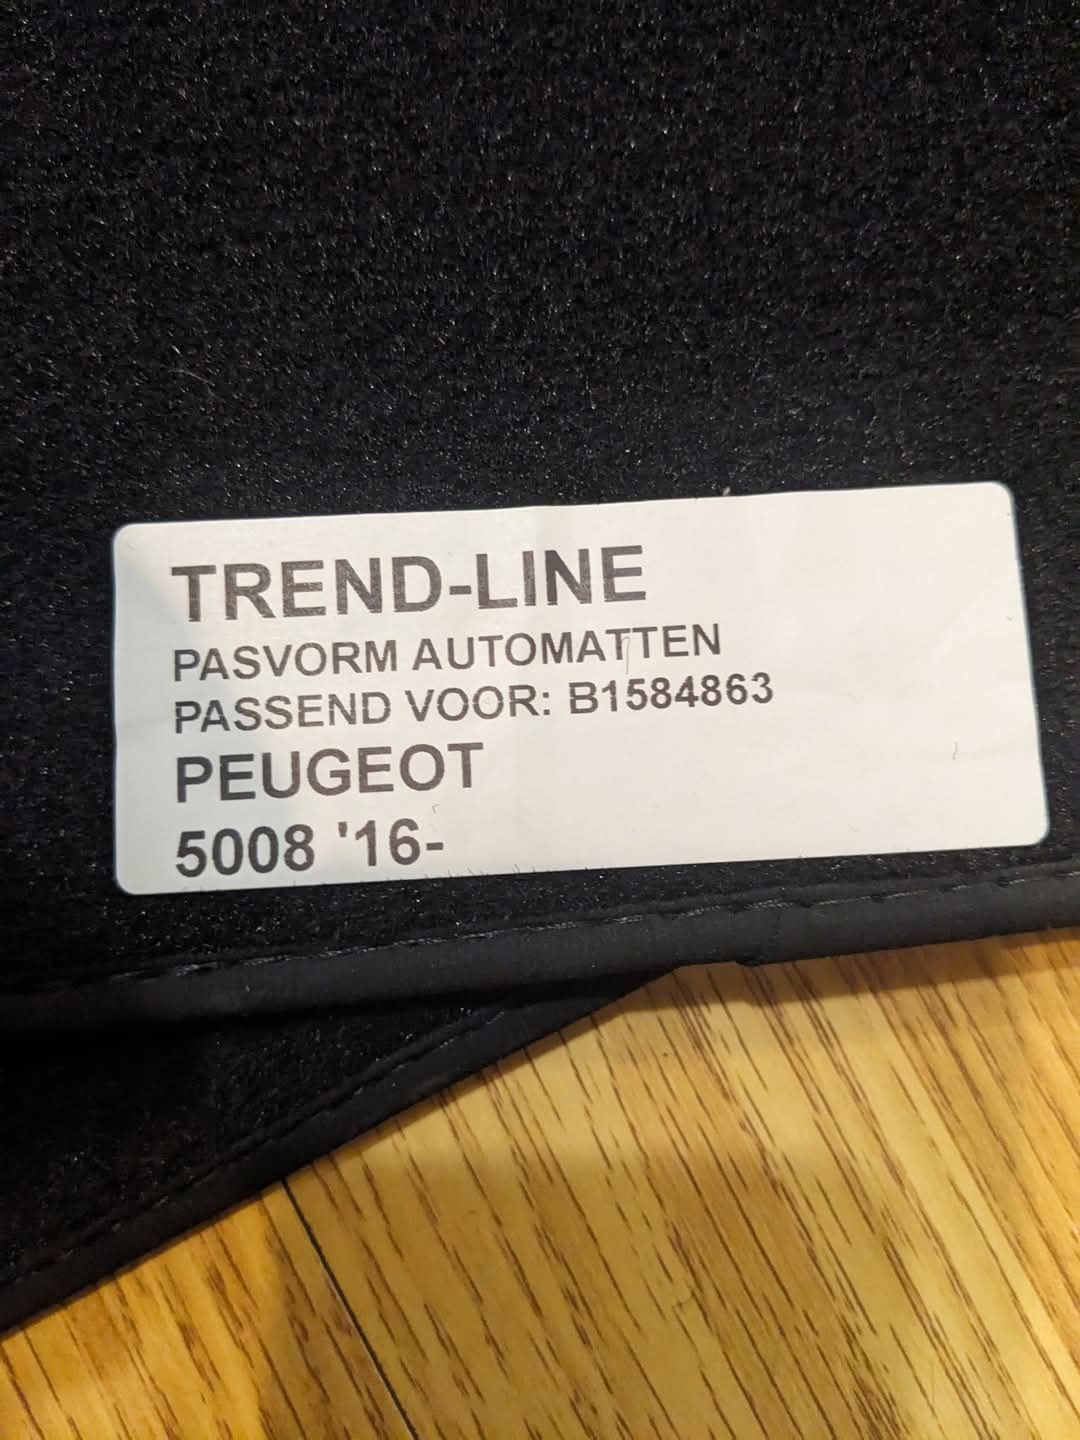 TREND-LINE
PASVORM AUTOMATTEN
PASSEND VOOR: B1584863
PEUGEOT
5008 '16-